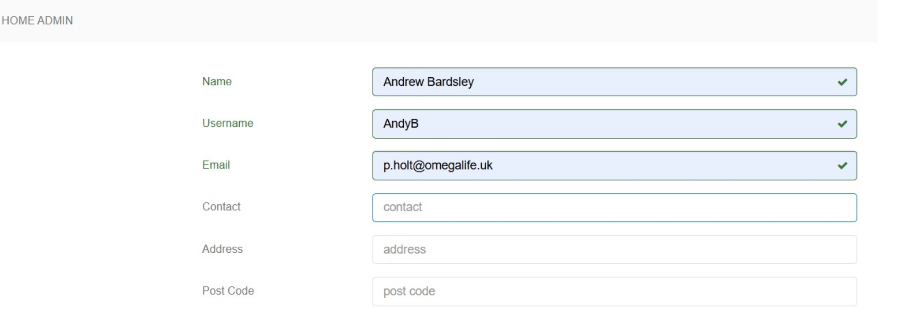 HOME ADMIN
Name Andrew Bardsley
Username AndyB
Email p.holt@omegalife.uk
Contact contact
Address address
Post Code post code